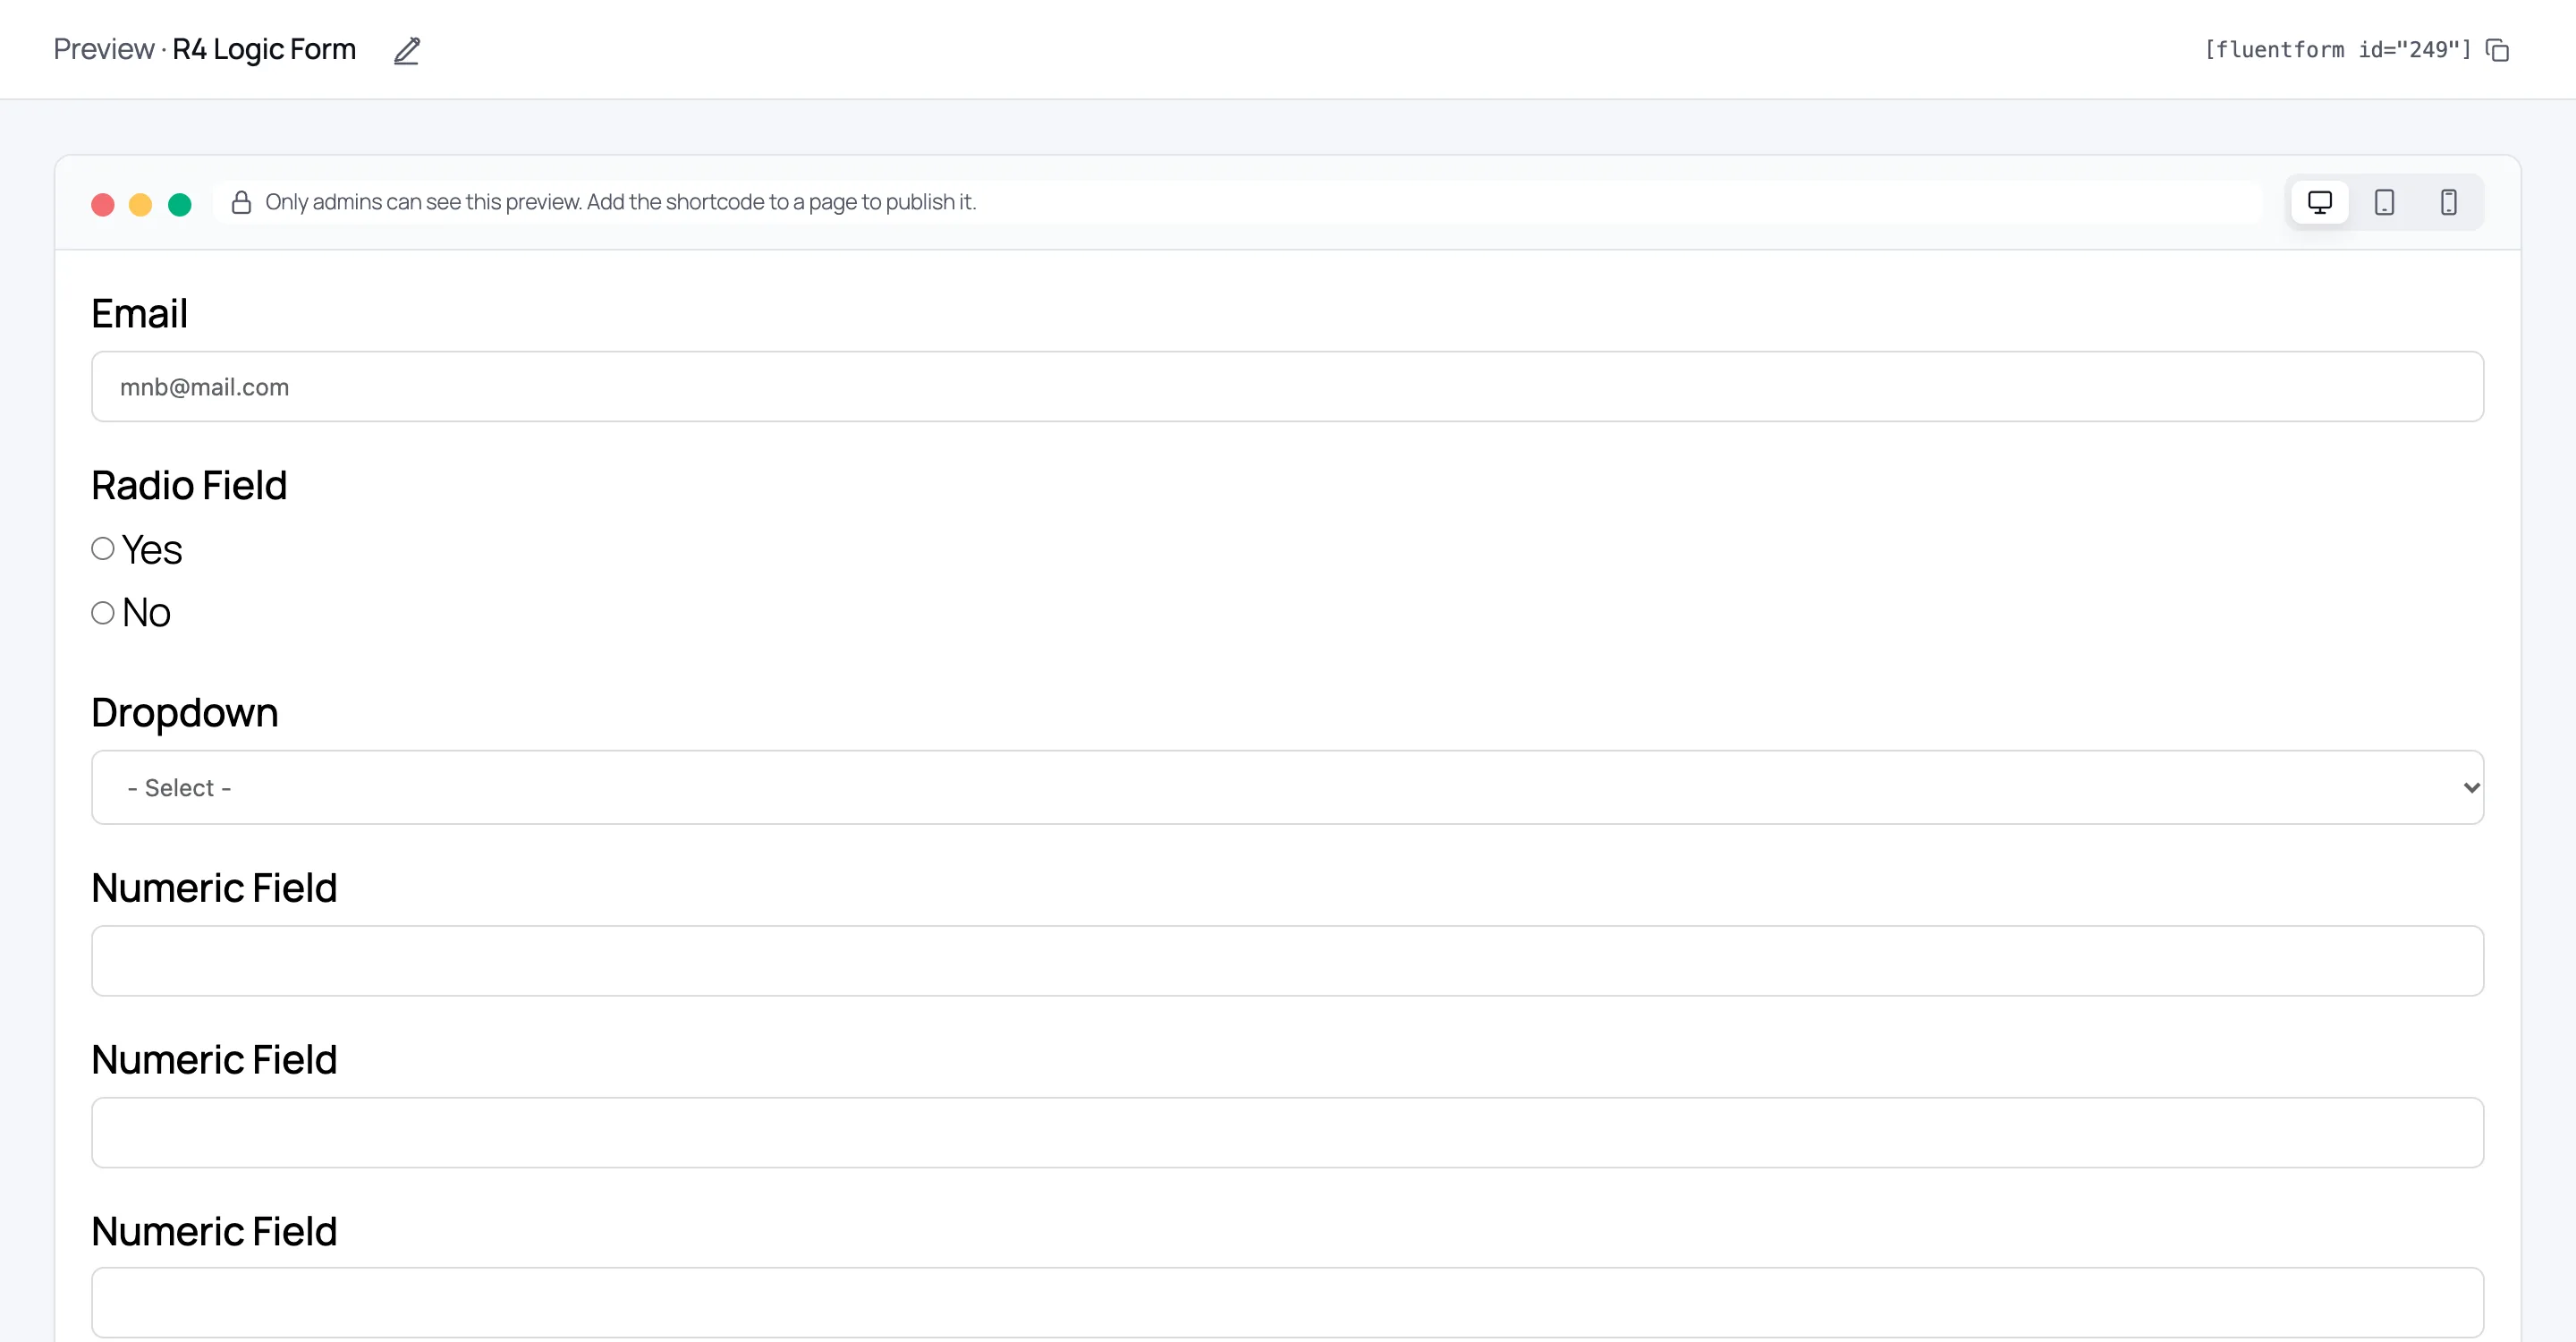 Preview · R4 Logic Form
[fluentform id="249"]
Only admins can see this preview. Add the shortcode to a page to publish it.
Email
mnb@mail.com
Radio Field
Yes
No
Dropdown
- Select -
Numeric Field
Numeric Field
Numeric Field